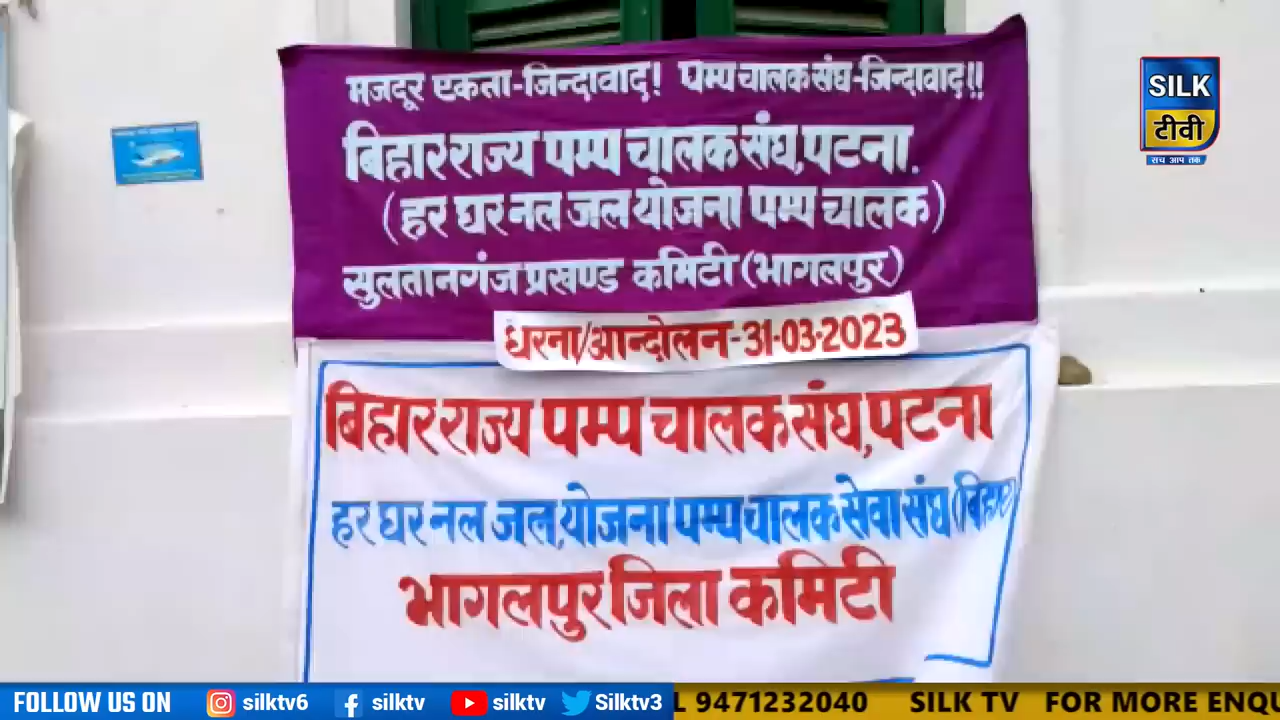 मजदूर एकता-जिन्दावाद! पम्प चालक संघ-जिन्दावाद!!
बिहार राज्य पम्प चालक संघ, पटना.
(हर घर नल जल योजना पम्प चालक)
सुलतानगंज प्रखण्ड कमिटी (भागलपुर)
धरना/आन्दोलन-31-03-2023
बिहार राज्य पम्प चालक संघ, पटना
हर घर नल जल, योजना पम्प चालक सेवा संघ (बिहार)
भागलपुर जिला कमिटी
SILK
टीवी
सच आप तक
FOLLOW US ON silktv6 silktv silktv Silktv3 L 9471232040 SILK TV FOR MORE ENQU